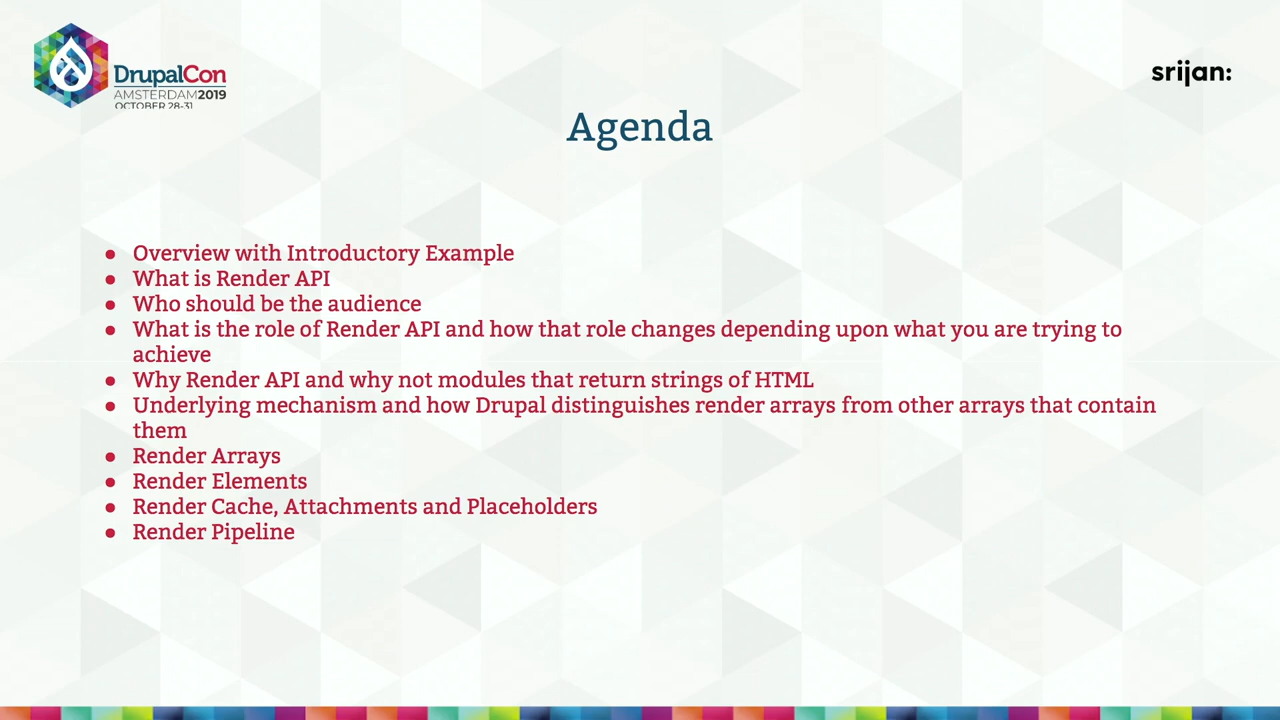 DrupalCon
AMSTERDAM2019
OCTOBER 28-31
srijan:
Agenda
● Overview with Introductory Example
● What is Render API
● Who should be the audience
● What is the role of Render API and how that role changes depending upon what you are trying to
achieve
● Why Render API and why not modules that return strings of HTML
● Underlying mechanism and how Drupal distinguishes render arrays from other arrays that contain
them
● Render Arrays
● Render Elements
● Render Cache, Attachments and Placeholders
● Render Pipeline